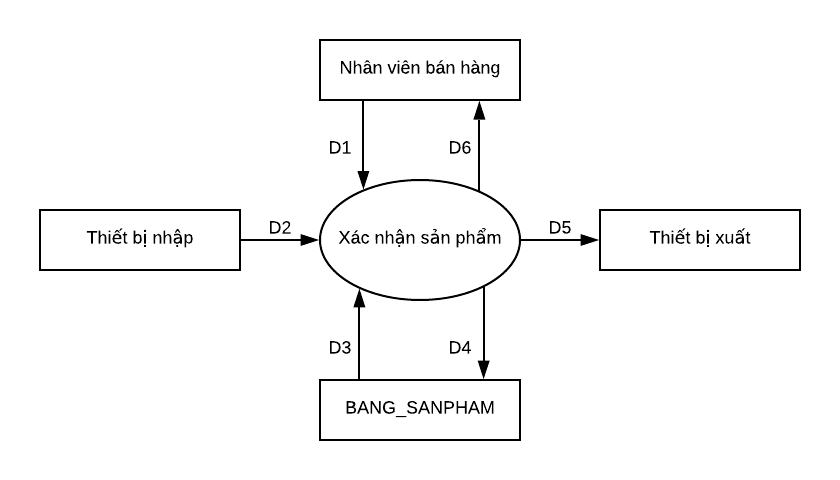 Nhân viên bán hàng
D1
D6
Thiết bị nhập
D2
Xác nhận sản phẩm
D5
Thiết bị xuất
D3
D4
BANG_SANPHAM